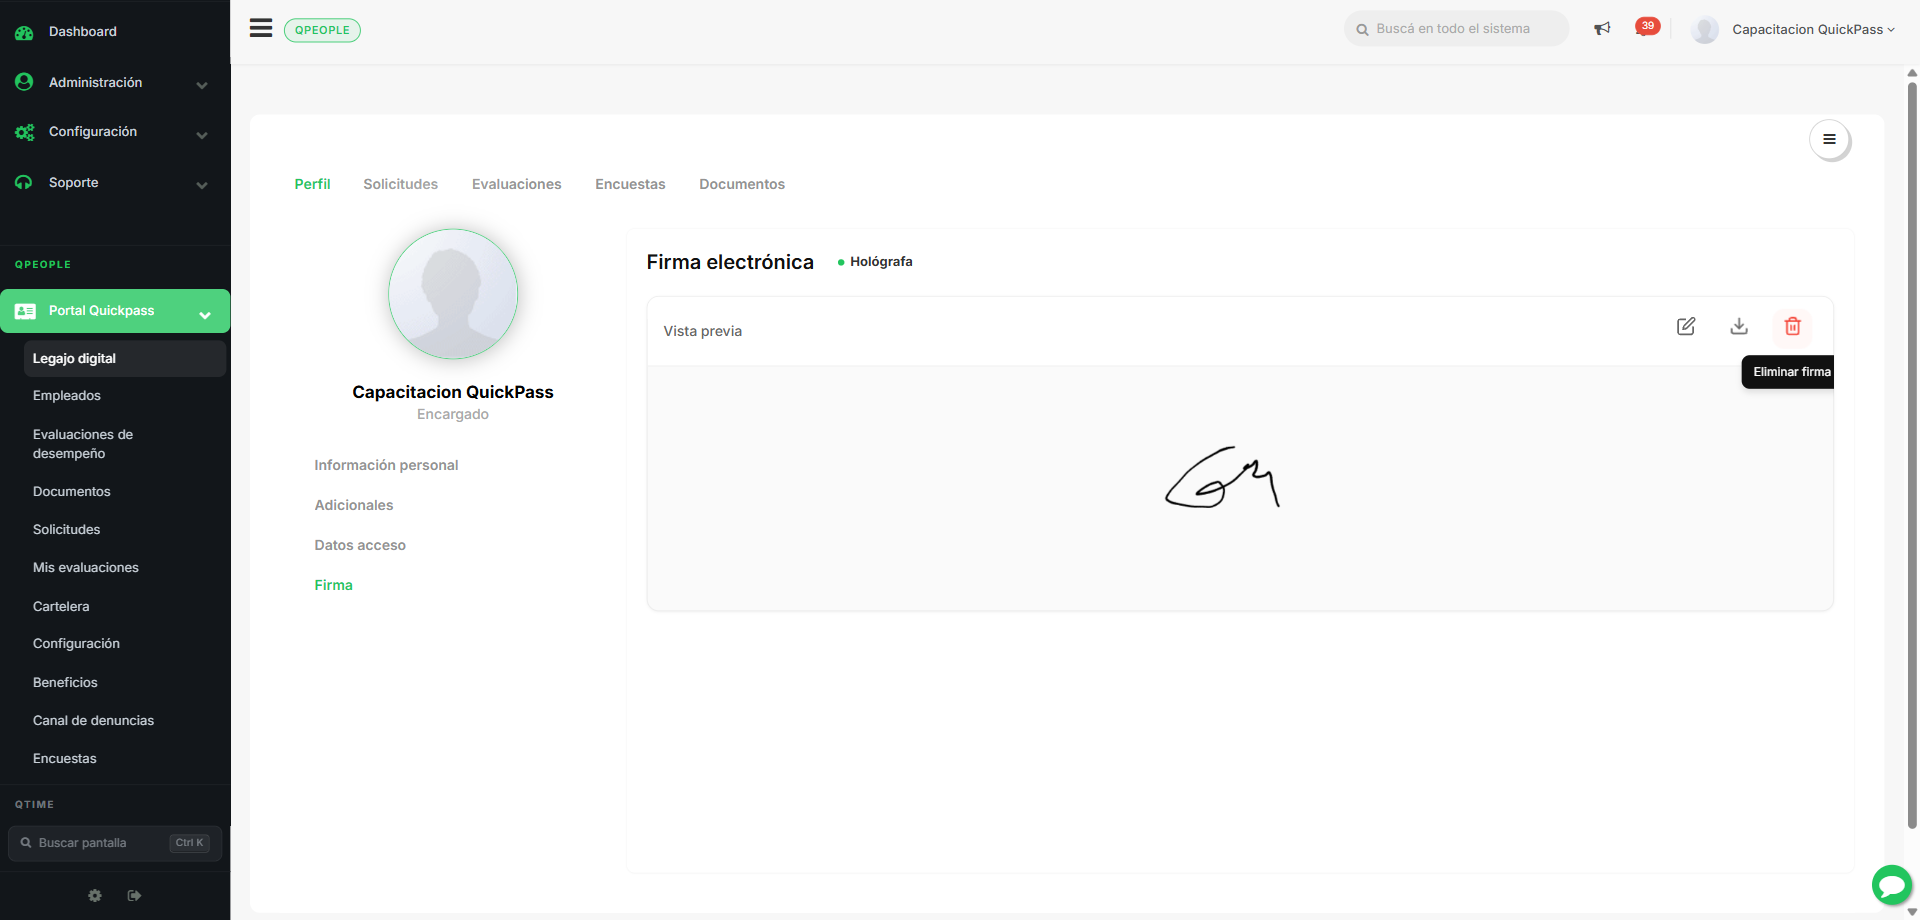 Dashboard
Administración
Configuración
Soporte
QPEOPLE
Portal Quickpass
Legajo digital
Empleados
Evaluaciones de
desempeño
Documentos
Solicitudes
Mis evaluaciones
Cartelera
Configuración
Beneficios
Canal de denuncias
Encuestas
QTIME
Buscar pantalla Ctrl K
QPEOPLE
Buscá en todo el sistema
39
Capacitacion QuickPass
Perfil Solicitudes Evaluaciones Encuestas Documentos
Capacitacion QuickPass
Encargado
Información personal
Adicionales
Datos acceso
Firma
Firma electrónica Hológrafa
Vista previa
Eliminar firma